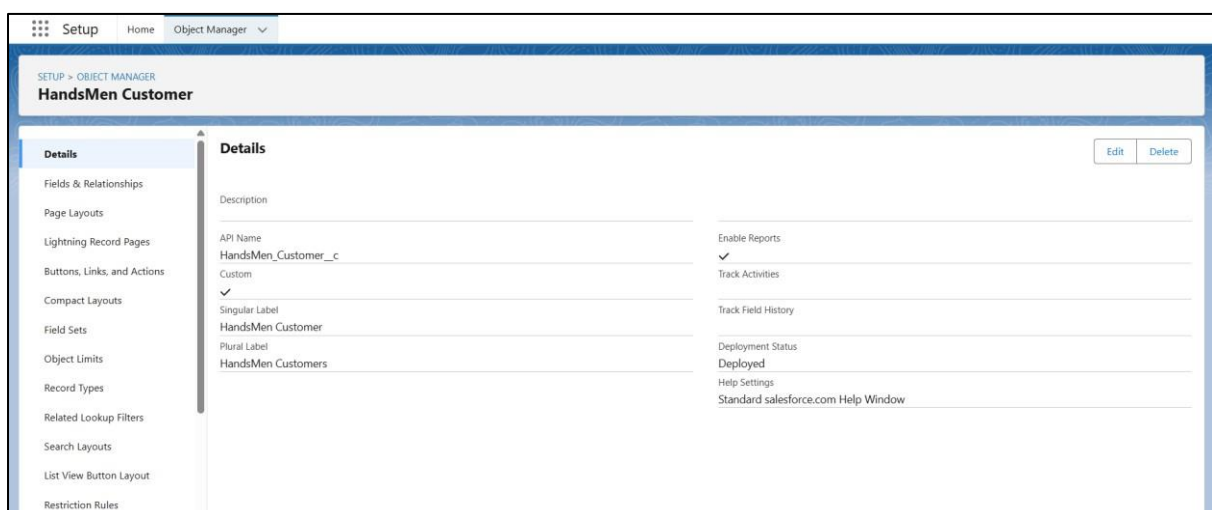 Setup Home Object Manager
SETUP > OBJECT MANAGER
HandsMen Customer
Details
Fields & Relationships
Page Layouts
Lightning Record Pages
Buttons, Links, and Actions
Compact Layouts
Field Sets
Object Limits
Record Types
Related Lookup Filters
Search Layouts
List View Button Layout
Restriction Rules
Details
Edit Delete
Description
API Name
HandsMen_Customer__c
Custom
Singular Label
HandsMen Customer
Plural Label
HandsMen Customers
Enable Reports
Track Activities
Track Field History
Deployment Status
Deployed
Help Settings
Standard salesforce.com Help Window